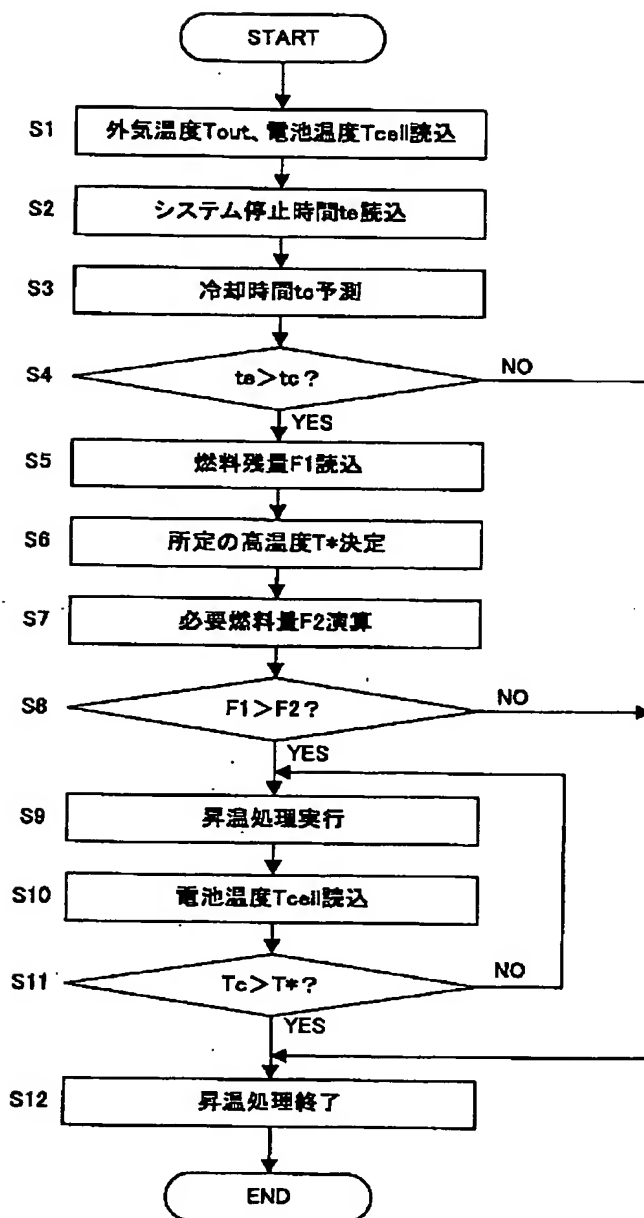 START
S1 外気温度Tout、電池温度Tcell読込
S2 システム停止時間ts読込
S3 冷却時間tc予測
S4 ts>tc?
NO
YES
S5 燃料残量F1読込
S6 所定の高温度T*決定
S7 必要燃料量F2演算
S8 F1>F2?
NO
YES
S9 昇温処理実行
S10 電池温度Tcell読込
S11 Tc>T*?
NO
YES
S12 昇温処理終了
END